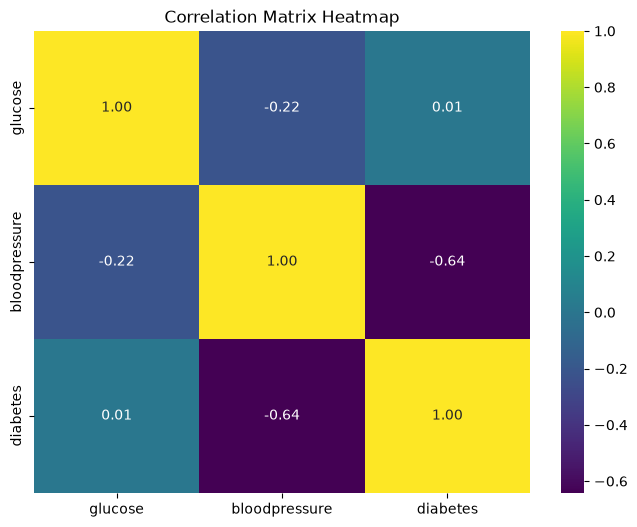 Correlation Matrix Heatmap
glucose
1.00
-0.22
0.01
bloodpressure
-0.22
1.00
-0.64
diabetes
0.01
-0.64
1.00
glucose
bloodpressure
diabetes
1.0
0.8
0.6
0.4
0.2
0.0
−0.2
−0.4
−0.6